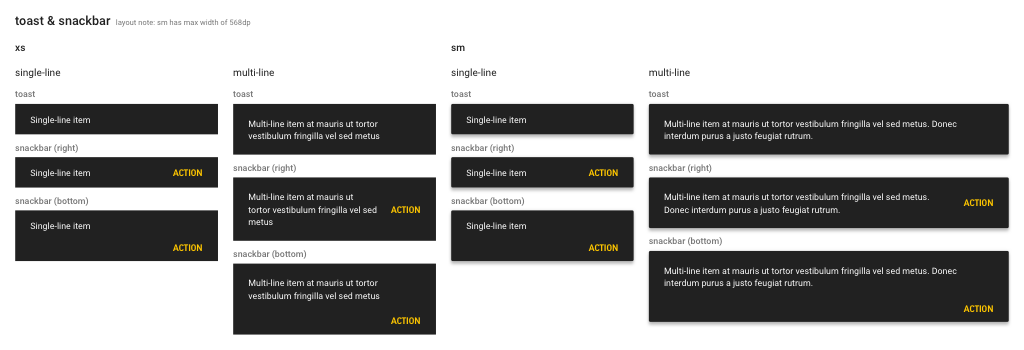 toast & snackbar layout note: sm has max width of 568dp
xs
single-line
toast
Single-line item
snackbar (right)
Single-line item ACTION
snackbar (bottom)
Single-line item
ACTION
multi-line
toast
Multi-line item at mauris ut tortor
vestibulum fringilla vel sed metus
snackbar (right)
Multi-line item at mauris ut
tortor vestibulum fringilla vel sed
metus
ACTION
snackbar (bottom)
Multi-line item at mauris ut tortor
vestibulum fringilla vel sed metus
ACTION
sm
single-line
toast
Single-line item
snackbar (right)
Single-line item ACTION
snackbar (bottom)
Single-line item
ACTION
multi-line
toast
Multi-line item at mauris ut tortor vestibulum fringilla vel sed metus. Donec
interdum purus a justo feugiat rutrum.
snackbar (right)
Multi-line item at mauris ut tortor vestibulum fringilla vel sed metus.
Donec interdum purus a justo feugiat rutrum.
ACTION
snackbar (bottom)
Multi-line item at mauris ut tortor vestibulum fringilla vel sed metus. Donec
interdum purus a justo feugiat rutrum.
ACTION